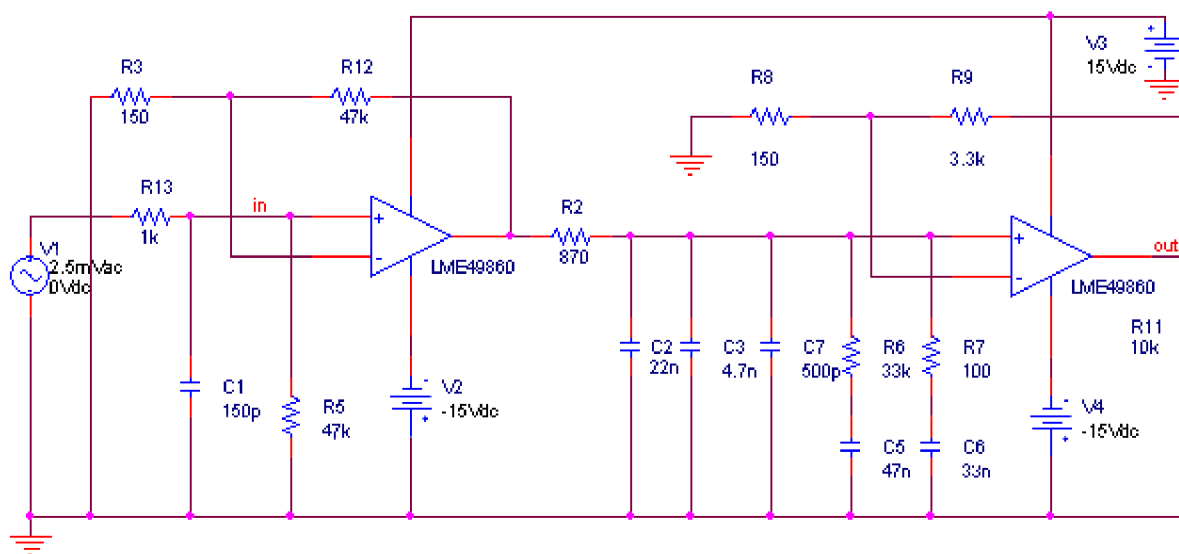 R3
150
R12
47k
R8
150
R9
3.3k
V3
15Vdc
+
-
R13
1k
in
V1
2.5mVac
0Vdc
+
-
+
-
LME49860
R2
870
+
-
LME49860
out
R11
10k
C1
150p
R5
47k
V2
-15Vdc
-
+
C2
22n
C3
4.7n
C7
500p
R6
33k
R7
100
C5
47n
C6
33n
V4
-15Vdc
-
+